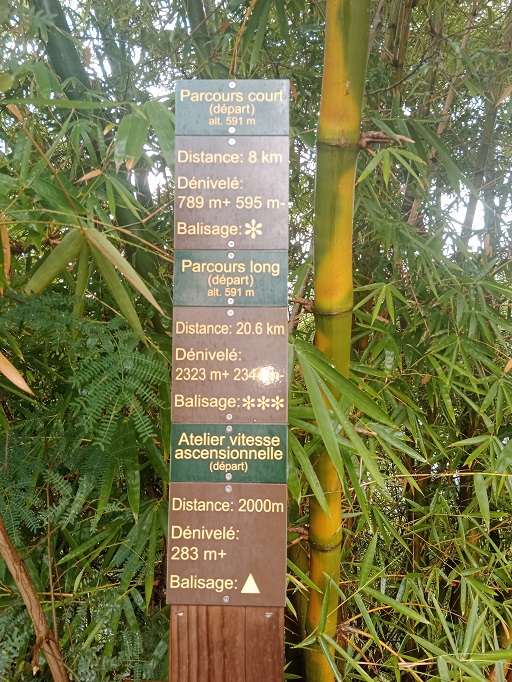 Parcours court
(départ)
alt. 591 m
Distance: 8 km
Dénivelé:
789 m+ 595 m-
Balisage: *
Parcours long
(départ)
alt. 591 m
Distance: 20.6 km
Dénivelé:
2323 m+
Balisage: ***
Atelier vitesse
ascensionnelle
(départ)
Distance: 2000m
Dénivelé:
283 m+
Balisage: ▲